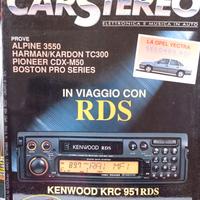 CARSTEREO
ELETTRONICA E MUSICA IN AUTO
PROVE
ALPINE 3550
HARMAN/KARDON TC300
PIONEER CDX-M50
BOSTON PRO SERIES
LA OPEL VECTRA
IN VIAGGIO CON
RDS
KENWOOD RDS
KENWOOD KRC 951 RDS